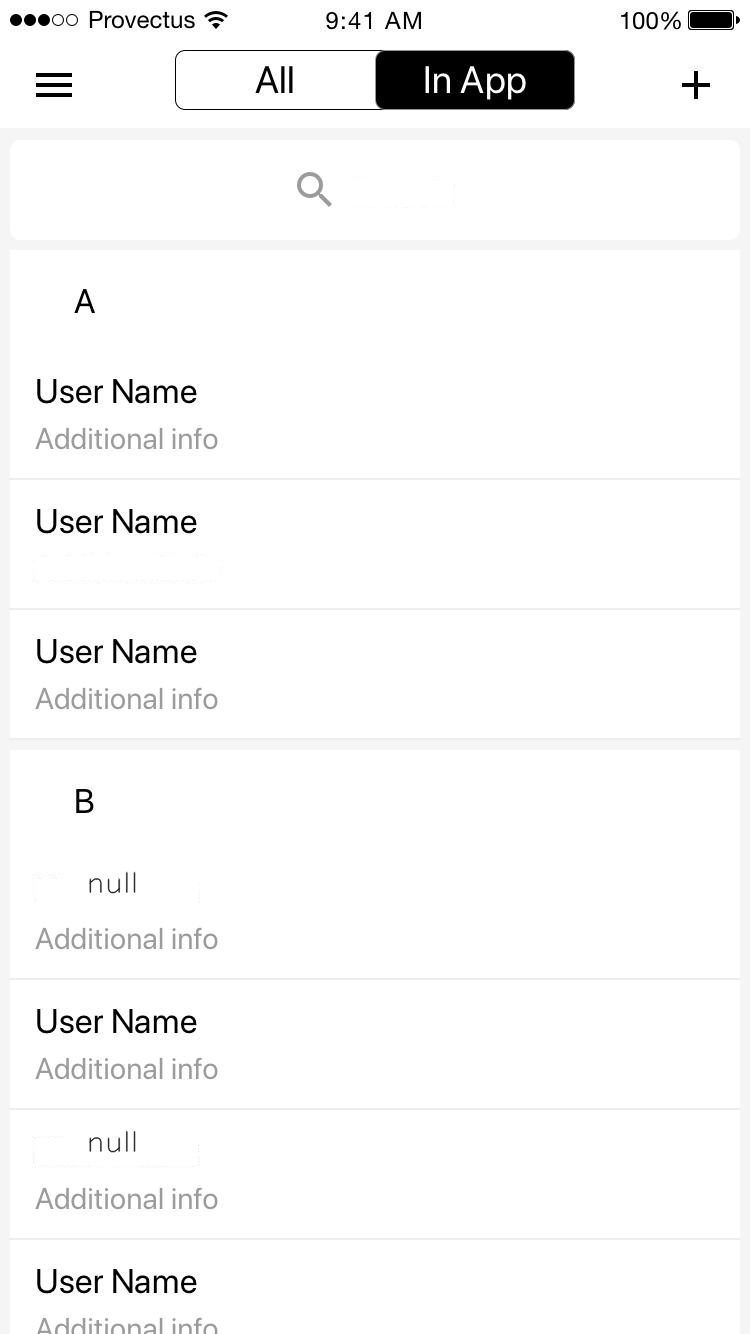 Provectus 9:41 AM 100%
All In App
A
User Name
Additional info
User Name
User Name
Additional info
B
null
Additional info
User Name
Additional info
null
Additional info
User Name
Additional info